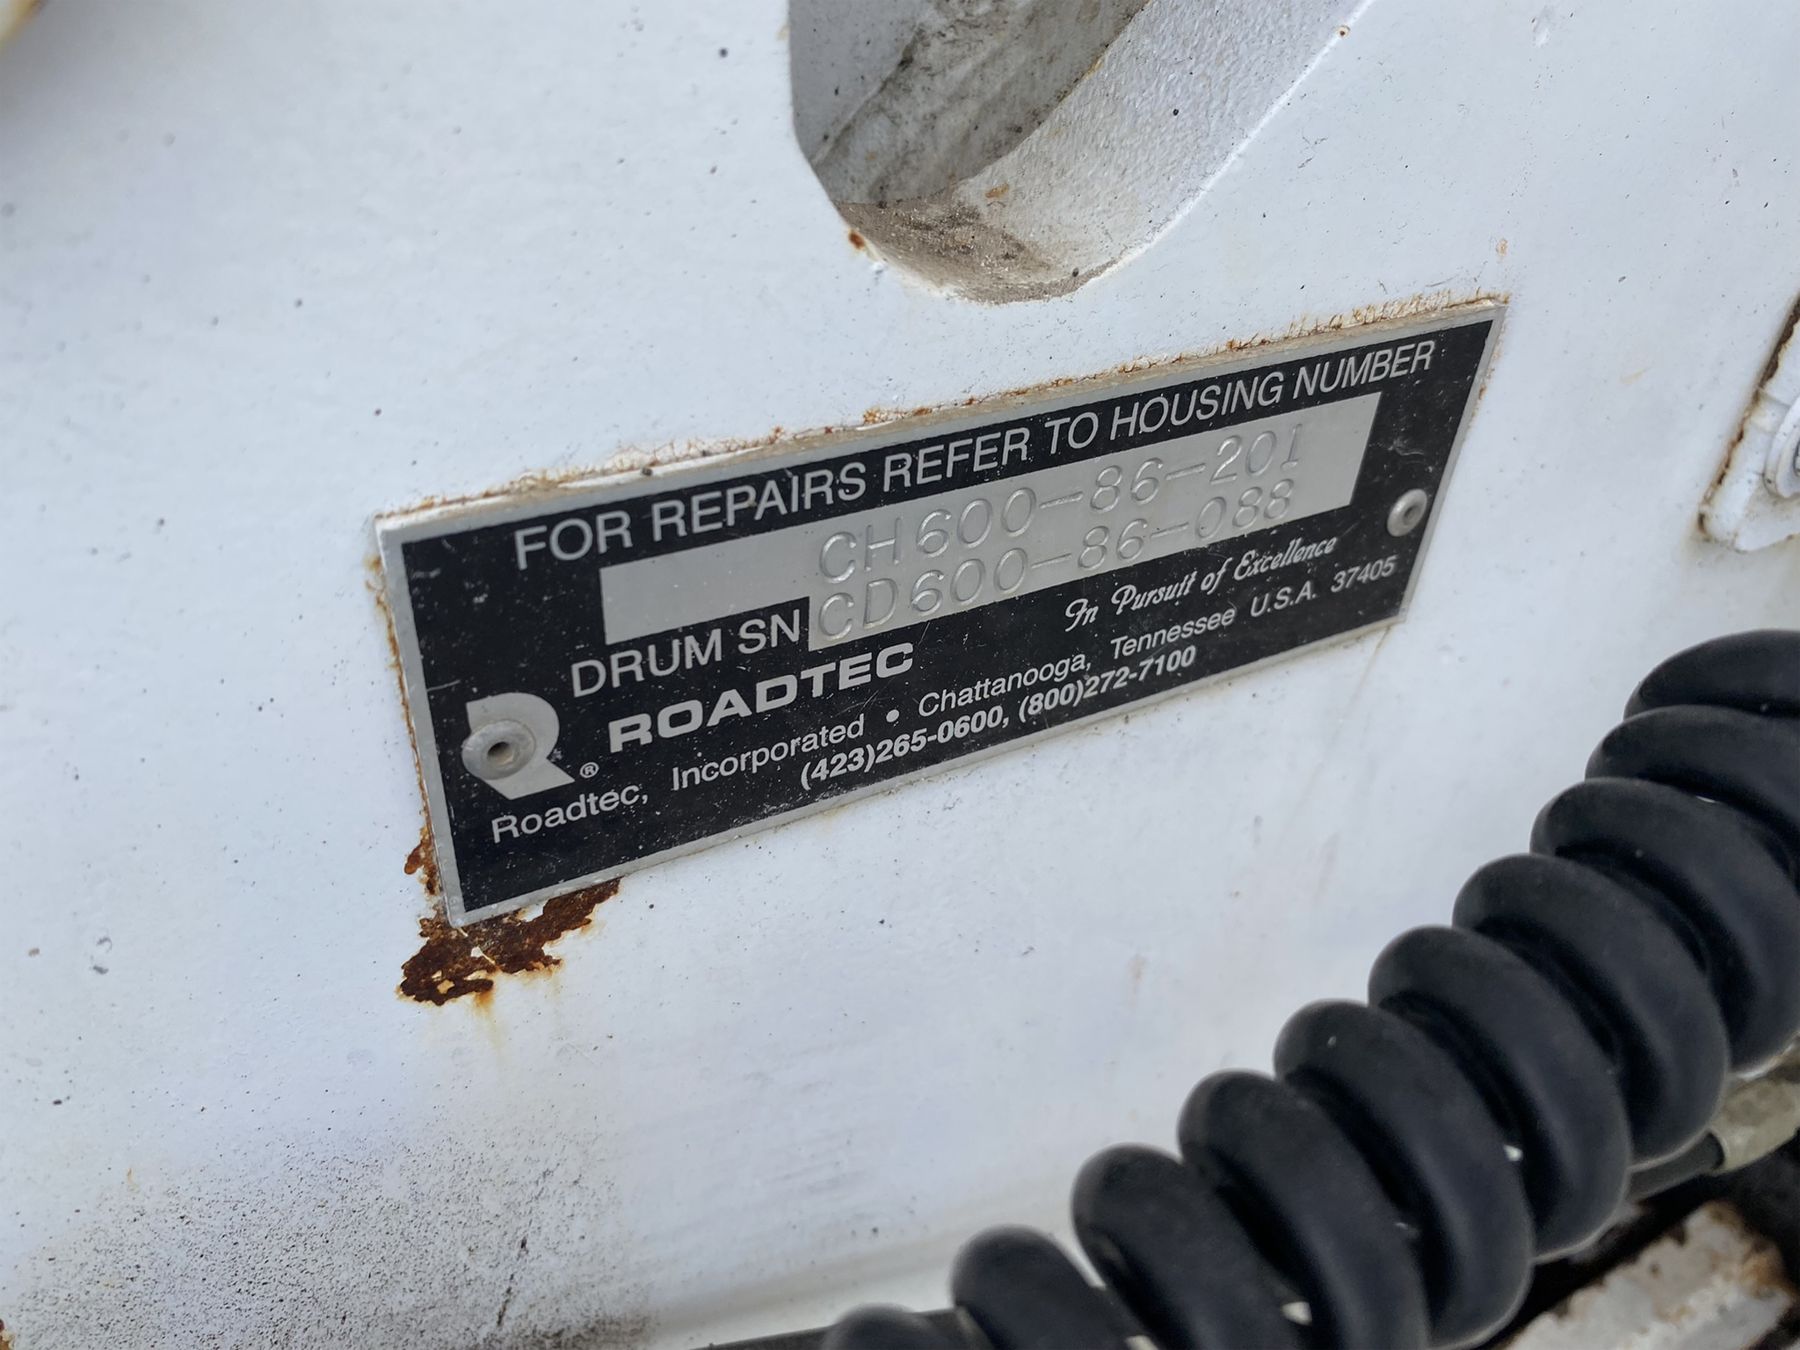 FOR REPAIRS REFER TO HOUSING NUMBER
CH600-86-201
DRUM SN CD600-86-088
ROADTEC In Pursuit of Excellence
®
Roadtec, Incorporated • Chattanooga, Tennessee U.S.A. 37405
(423)265-0600, (800)272-7100